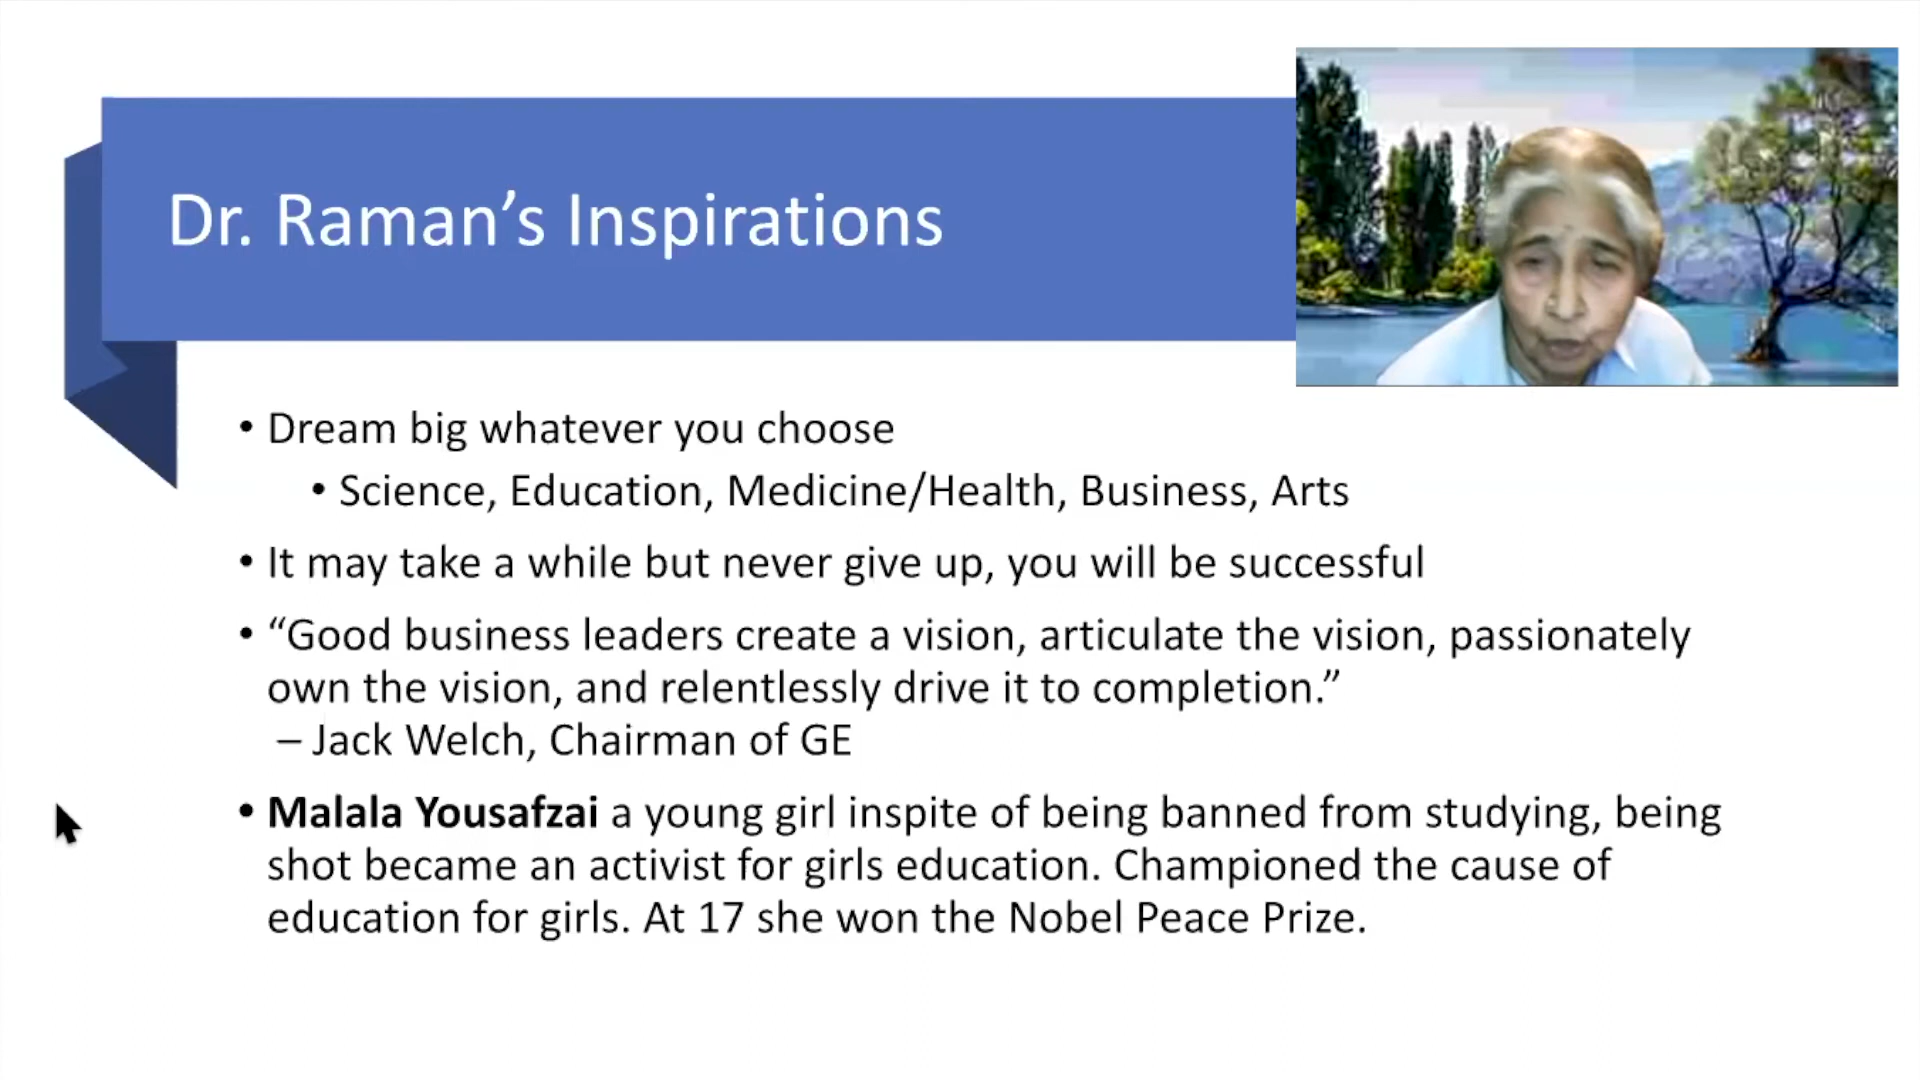 Dr. Raman’s Inspirations
• Dream big whatever you choose
• Science, Education, Medicine/Health, Business, Arts
• It may take a while but never give up, you will be successful
• “Good business leaders create a vision, articulate the vision, passionately
own the vision, and relentlessly drive it to completion.”
– Jack Welch, Chairman of GE
• Malala Yousafzai a young girl inspite of being banned from studying, being
shot became an activist for girls education. Championed the cause of
education for girls. At 17 she won the Nobel Peace Prize.